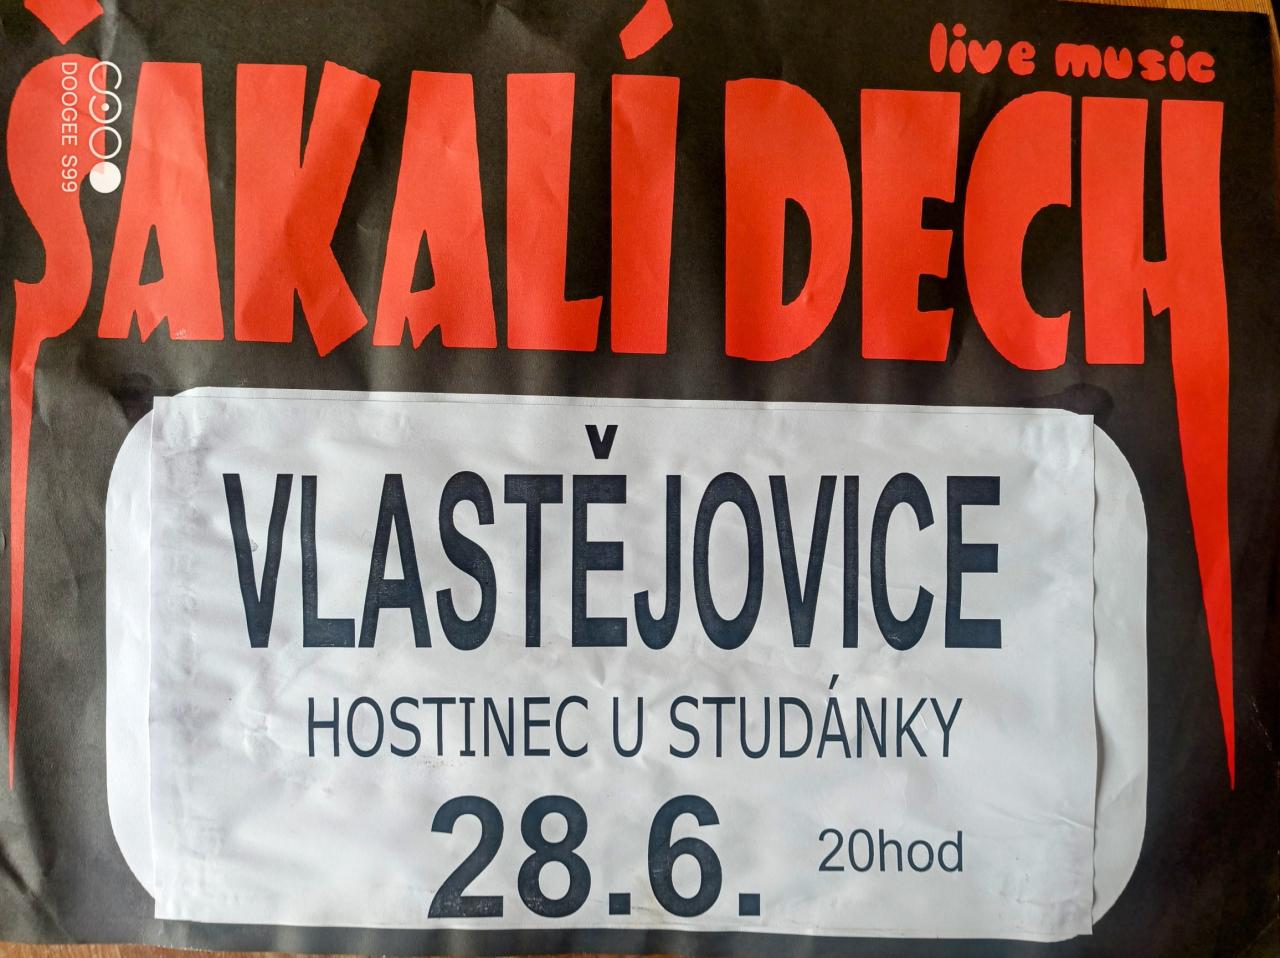 live music
ŠAKALÍ DECH
VLASTĚJOVICE
HOSTINEC U STUDÁNKY
28.6. 20hod
DOOGEE S99